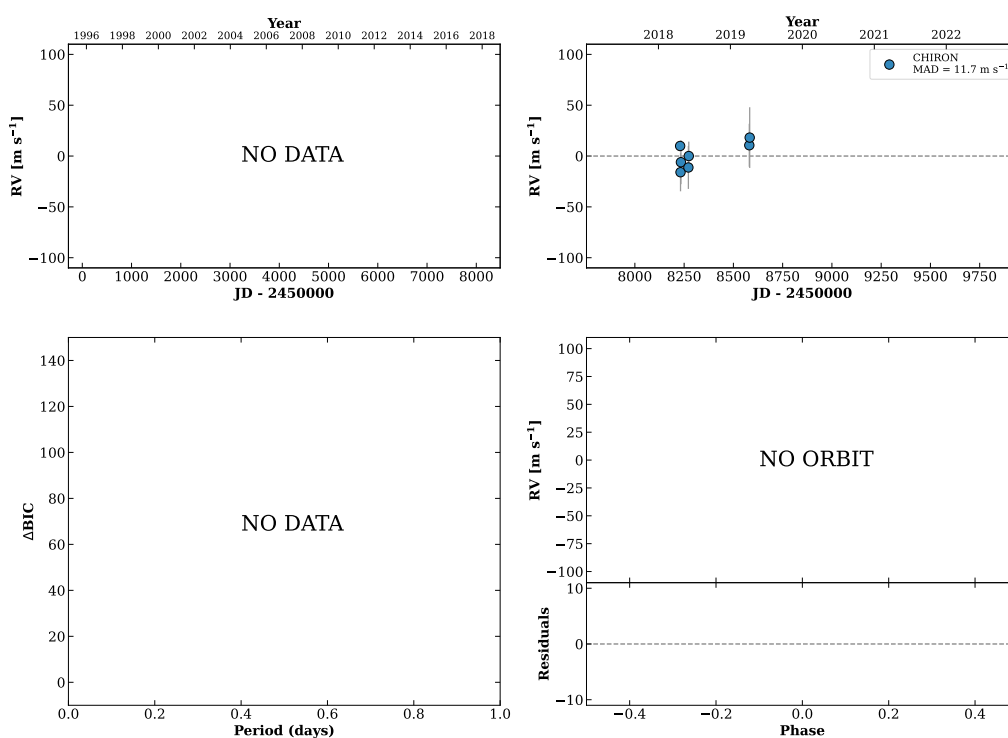 Year
1996 1998 2000 2002 2004 2006 2008 2010 2012 2014 2016 2018
100
50
0
−50
−100
RV [m s⁻¹]
NO DATA
0 1000 2000 3000 4000 5000 6000 7000 8000
JD - 2450000
Year
2018 2019 2020 2021 2022
CHIRON
MAD = 11.7 m s⁻¹
100
50
0
−50
−100
RV [m s⁻¹]
8000 8250 8500 8750 9000 9250 9500 9750
JD - 2450000
140
120
100
80
60
40
20
0
ΔBIC
NO DATA
0.0 0.2 0.4 0.6 0.8 1.0
Period (days)
100
75
50
25
0
−25
−50
−75
−100
RV [m s⁻¹]
NO ORBIT
10
0
−10
Residuals
−0.4 −0.2 0.0 0.2 0.4
Phase